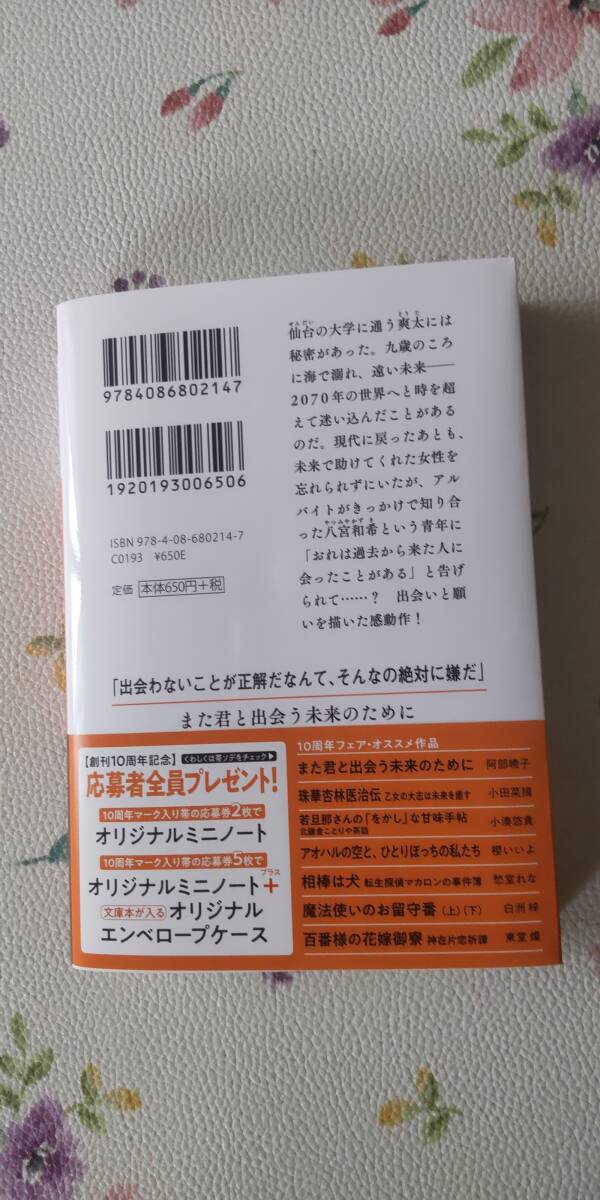 9784086802147
1920193006506
ISBN 978-4-08-680214-7
C0193 ¥650E
定価 本体650円+税
せんだい そうた
仙台の大学に通う爽太には
秘密があった。九歳のころ
に海で溺れ、遠い未来──
2070年の世界へと時を超
えて迷い込んだことがある
のだ。現代に戻ったあとも、
未来で助けてくれた女性を
忘れられずにいたが、アル
バイトがきっかけで知り合
やつみやかずき
った八宮和希という青年に
「おれは過去から来た人に
会ったことがある」と告げ
られて……? 出会いと願
いを描いた感動作!
「出会わないことが正解だなんて、そんなの絶対に嫌だ」
また君と出会う未来のために
【創刊10周年記念】 くわしくは帯ソデをチェック▶
応募者全員プレゼント!
10周年マーク入り帯の応募券2枚で
オリジナルミニノート
10周年マーク入り帯の応募券5枚で
プラス
オリジナルミニノート+
文庫本が入る オリジナル
エンベロープケース
10周年フェア・オススメ作品
また君と出会う未来のために 阿部暁子
珠華杏林医治伝 乙女の大志は未来を癒す 小田菜摘
若旦那さんの「をかし」な甘味手帖 小湊悠貴
北鎌倉ことりや茶話
アオハルの空と、ひとりぼっちの私たち 櫻いいよ
相棒は犬 転生探偵マカロンの事件簿 愁堂れな
魔法使いのお留守番(上)(下) 白洲梓
百番様の花嫁御寮 神在片恋祈譚 東堂燦